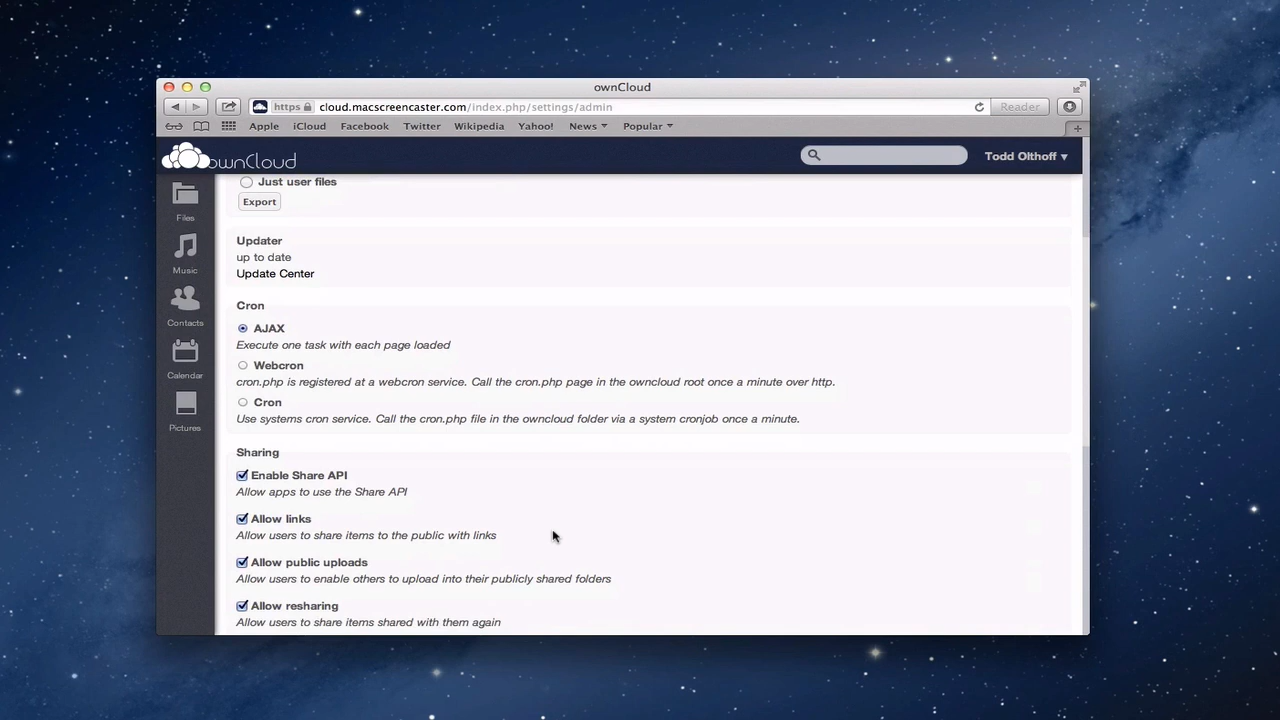 ownCloud
https cloud.macscreencaster.com/index.php/settings/admin Reader
Apple iCloud Facebook Twitter Wikipedia Yahoo! News Popular
ownCloud Todd Olthoff
Files
Music
Contacts
Calendar
Pictures
Just user files
Export
Updater
up to date
Update Center
Cron
AJAX
Execute one task with each page loaded
Webcron
cron.php is registered at a webcron service. Call the cron.php page in the owncloud root once a minute over http.
Cron
Use systems cron service. Call the cron.php file in the owncloud folder via a system cronjob once a minute.
Sharing
Enable Share API
Allow apps to use the Share API
Allow links
Allow users to share items to the public with links
Allow public uploads
Allow users to enable others to upload into their publicly shared folders
Allow resharing
Allow users to share items shared with them again